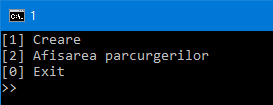 1
[1] Creare
[2] Afisarea parcurgerilor
[0] Exit
>>